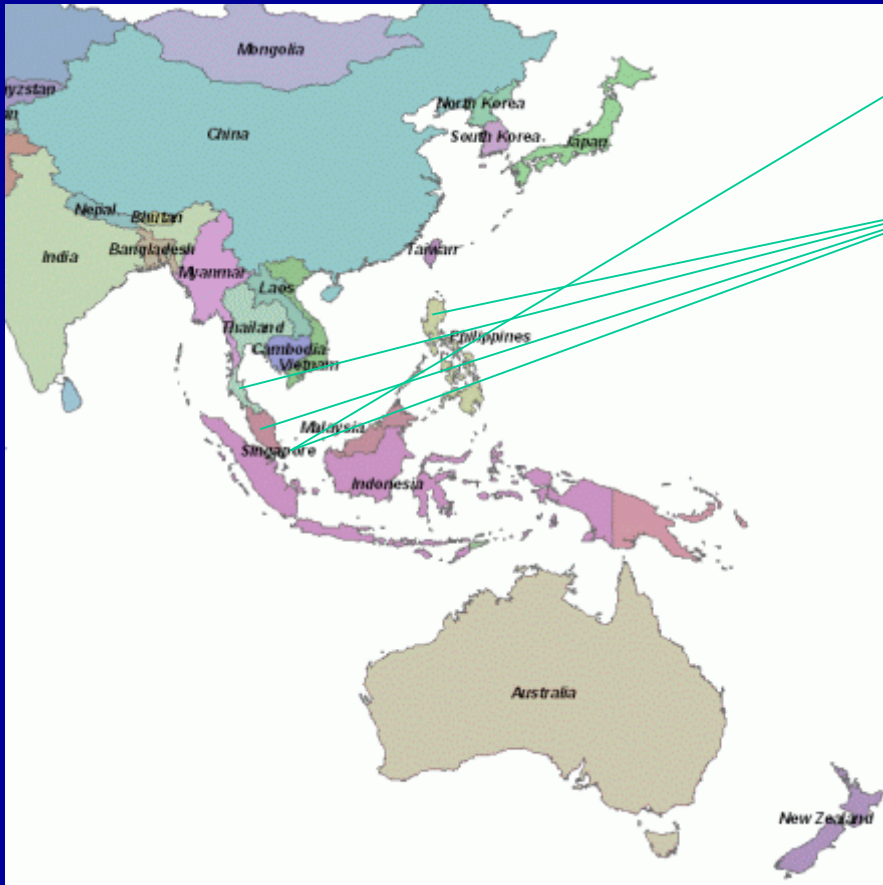 Mongolia
yzstan
North Korea
an
China
South Korea
Japan
Nepal
Bhutan
Bangladesh
India
Taiwan
Myanmar
Laos
Thailand
Philippines
Cambodia
Vietnam
Malaysia
Singapore
Indonesia
Australia
New Zealand